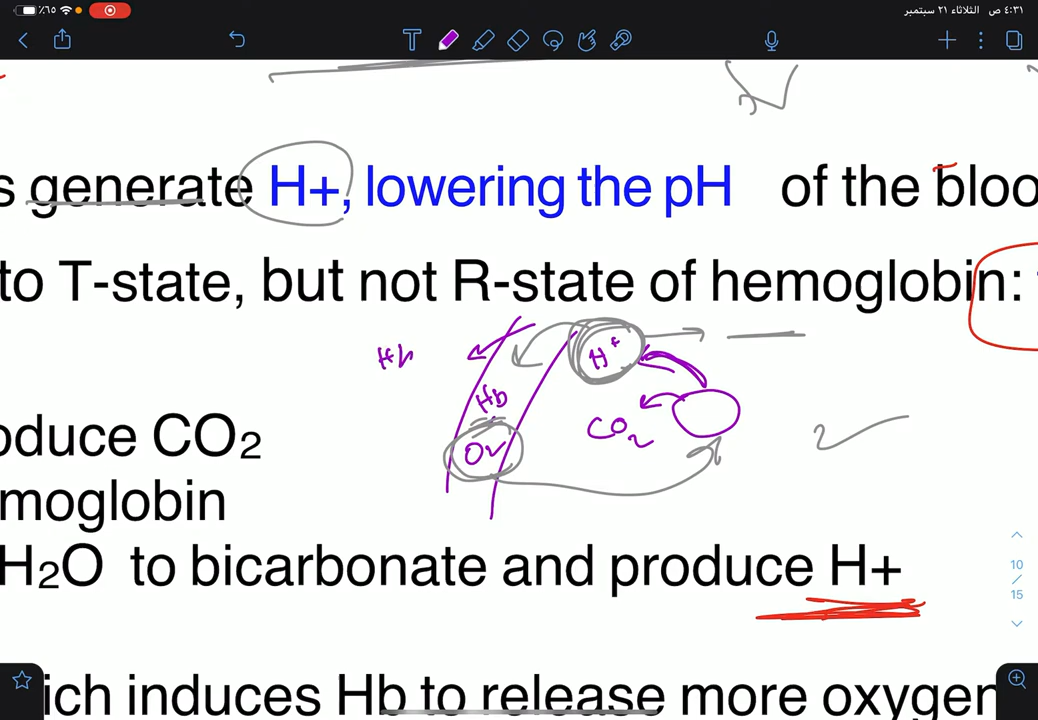 ٪٦٥ ٤:٣١ ص الثلاثاء ٢١ سبتمبر
T
s generate H+, lowering the pH of the bloo
to T-state, but not R-state of hemoglobin:
Hb H+
Hb
O2 CO2
oduce CO2
moglobin
H2O to bicarbonate and produce H+
10
/
15
ich induces Hb to release more oxygen